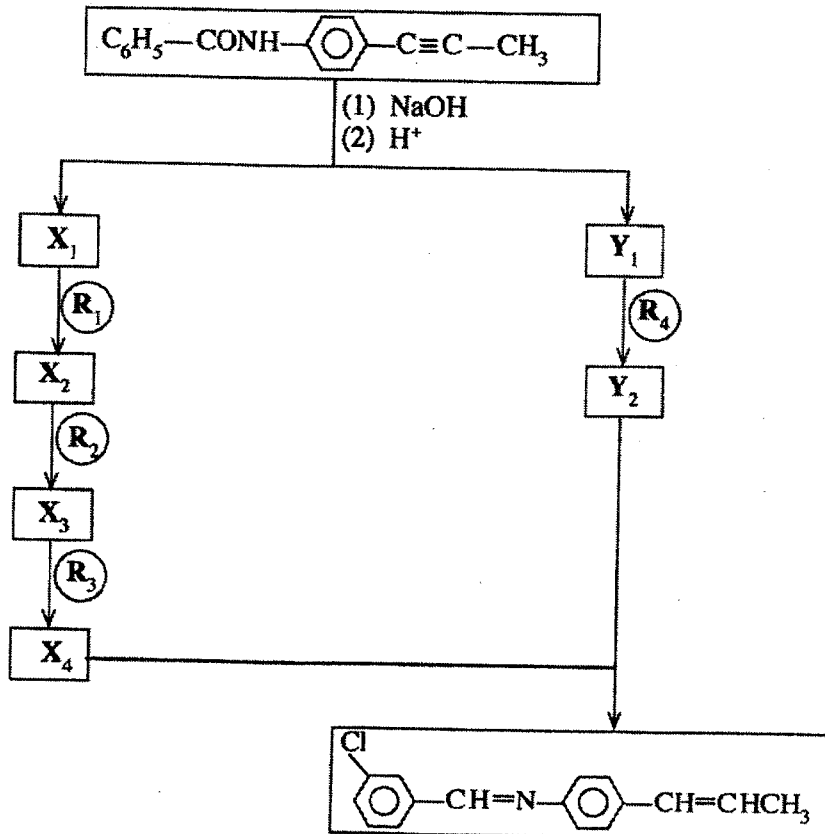 C₆H₅—CONH— —C≡C—CH₃
(1) NaOH
(2) H⁺
X₁
Y₁
R₁
R₄
X₂
Y₂
R₂
X₃
R₃
X₄
Cl
—CH=N— —CH=CHCH₃